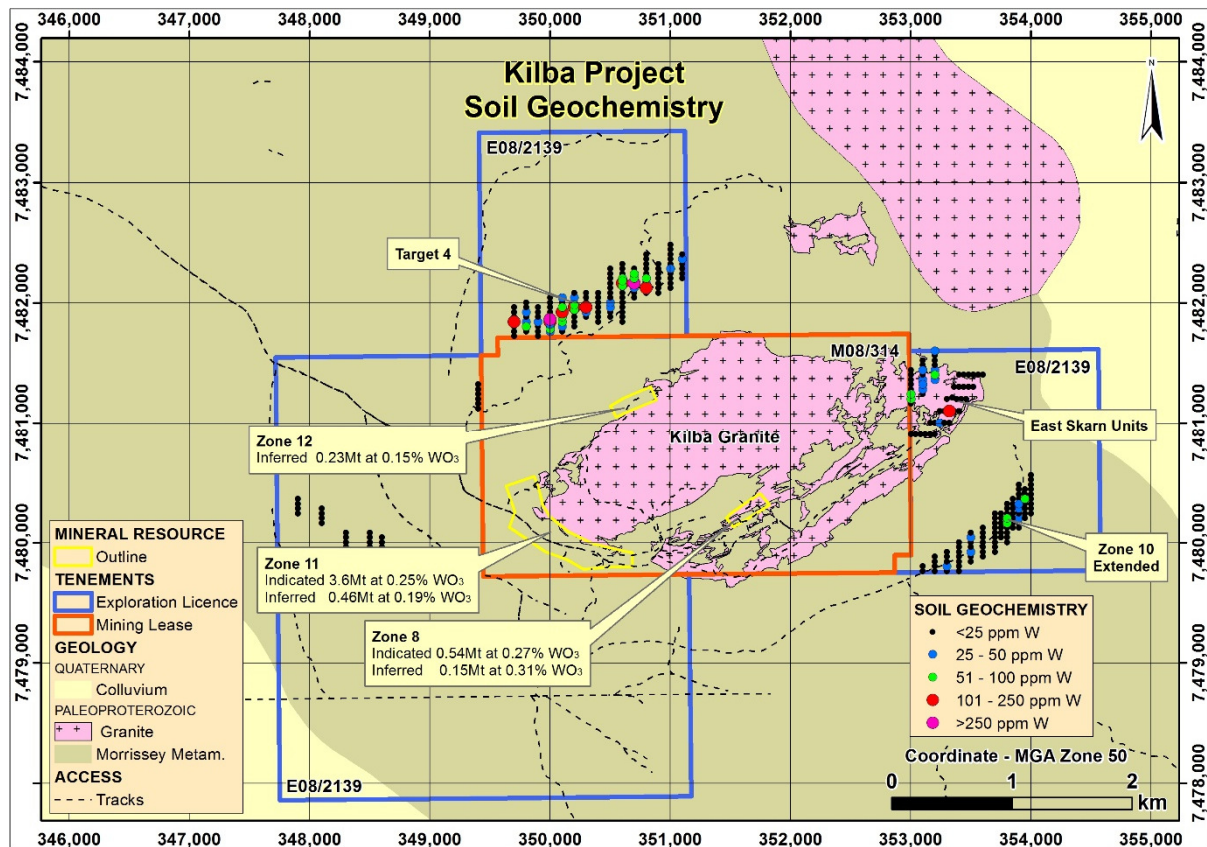 346,000 347,000 348,000 349,000 350,000 351,000 352,000 353,000 354,000 355,000
7,484,000
7,484,000
Kilba Project
Soil Geochemistry
N
7,483,000
7,483,000
E08/2139
Target 4
7,482,000
7,482,000
M08/314
E08/2139
7,481,000
7,481,000
East Skarn Units
Kilba Granite
Zone 12
Inferred 0.23Mt at 0.15% WO₃
7,480,000
7,480,000
Zone 10
Extended
Zone 11
Indicated 3.6Mt at 0.25% WO₃
Inferred 0.46Mt at 0.19% WO₃
Zone 8
Indicated 0.54Mt at 0.27% WO₃
Inferred 0.15Mt at 0.31% WO₃
7,479,000
7,479,000
MINERAL RESOURCE
Outline
TENEMENTS
Exploration Licence
Mining Lease
GEOLOGY
QUATERNARY
Colluvium
PALEOPROTEROZOIC
Granite
Morrissey Metam.
ACCESS
Tracks
SOIL GEOCHEMISTRY
<25 ppm W
25 - 50 ppm W
51 - 100 ppm W
101 - 250 ppm W
>250 ppm W
Coordinate - MGA Zone 50
0 1 2
km
E08/2139
7,478,000
7,478,000
346,000 347,000 348,000 349,000 350,000 351,000 352,000 353,000 354,000 355,000